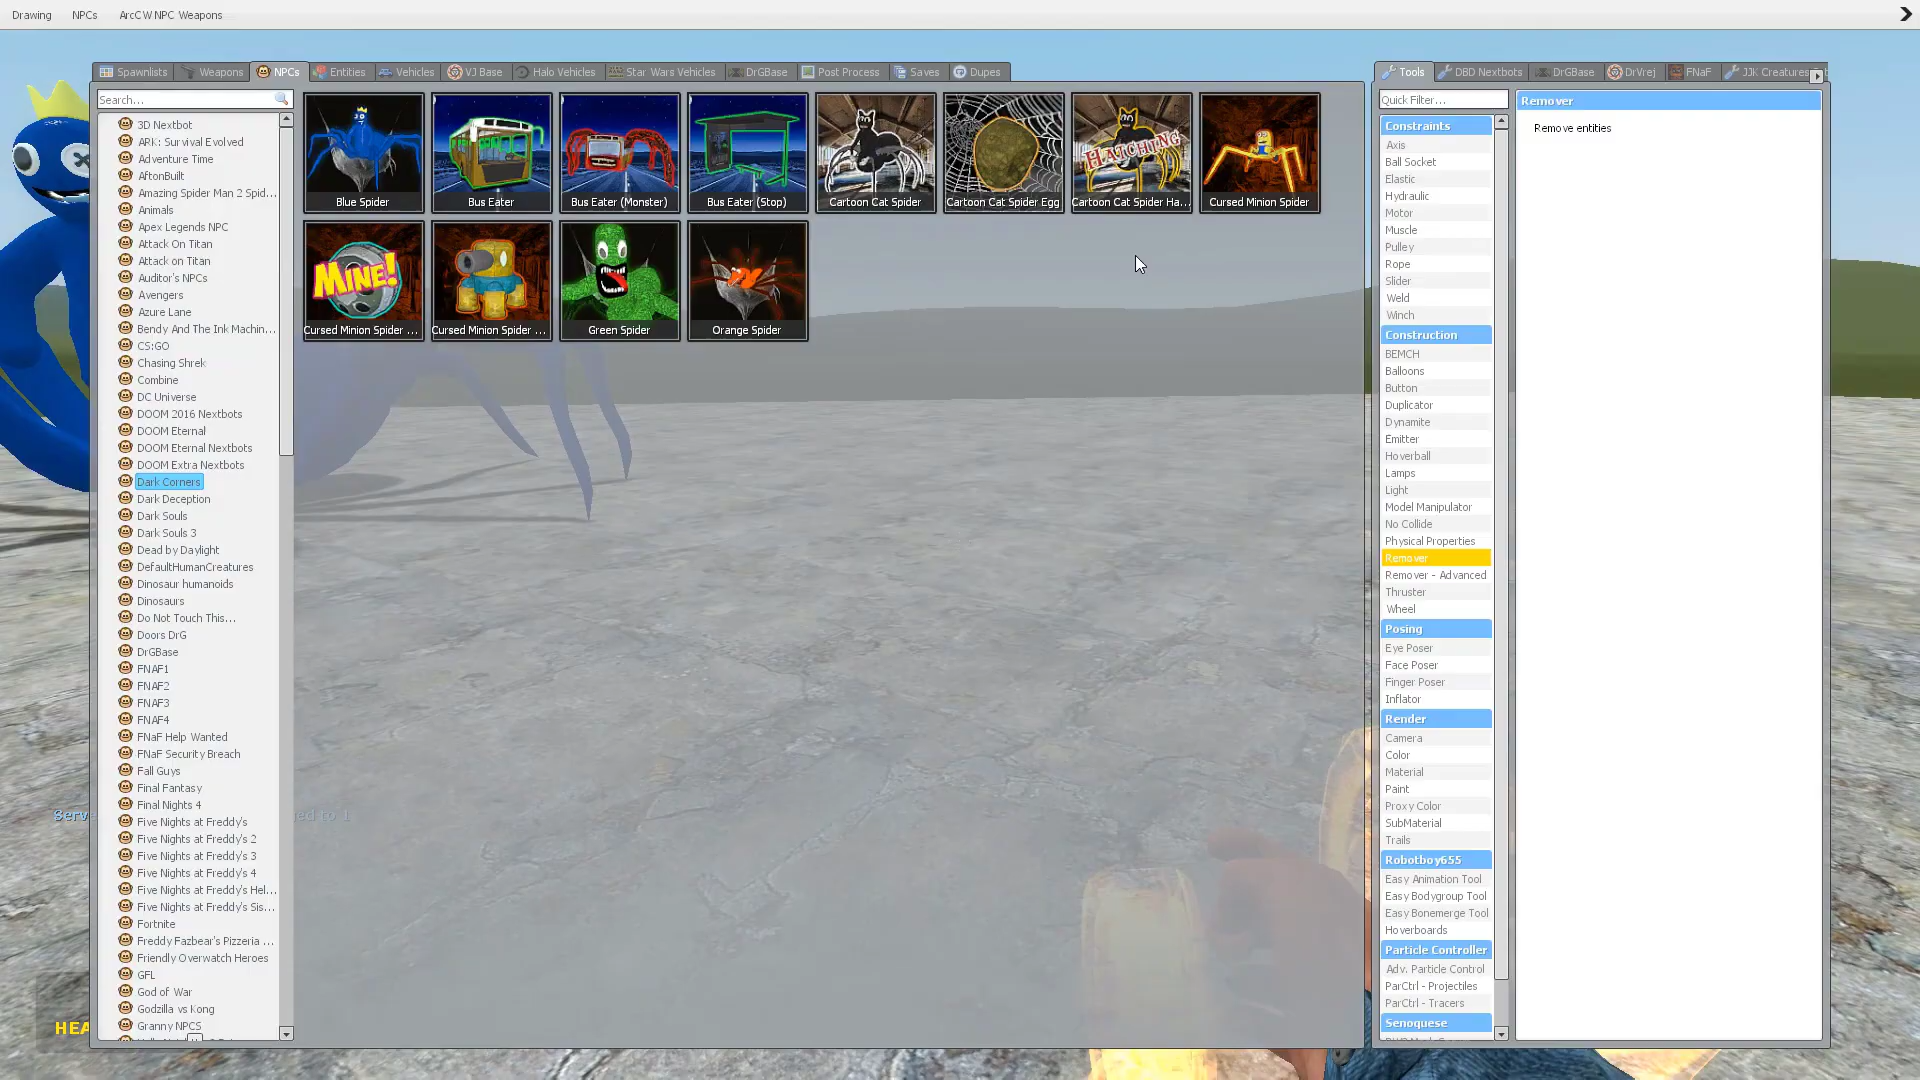 Drawing NPCs ArcCW NPC Weapons
Spawnlists Weapons NPCs Entities Vehicles VJ Base Halo Vehicles Star Wars Vehicles DrGBase Post Process Saves Dupes
Search...
3D Nextbot
ARK: Survival Evolved
Adventure Time
AftonBuilt
Amazing Spider Man 2 Spid...
Animals
Apex Legends NPC
Attack On Titan
Attack on Titan
Auditor's NPCs
Avengers
Azure Lane
Bendy And The Ink Machin...
CS:GO
Chasing Shrek
Combine
DC Universe
DOOM 2016 Nextbots
DOOM Eternal
DOOM Eternal Nextbots
DOOM Extra Nextbots
Dark Corners
Dark Deception
Dark Souls
Dark Souls 3
Dead by Daylight
DefaultHumanCreatures
Dinosaur humanoids
Dinosaurs
Do Not Touch This...
Doors DrG
DrGBase
FNAF1
FNAF2
FNAF3
FNAF4
FNaF Help Wanted
FNaF Security Breach
Fall Guys
Final Fantasy
Final Nights 4
Five Nights at Freddy's
Five Nights at Freddy's 2
Five Nights at Freddy's 3
Five Nights at Freddy's 4
Five Nights at Freddy's Hel...
Five Nights at Freddy's Sis...
Fortnite
Freddy Fazbear's Pizzeria ...
Friendly Overwatch Heroes
GFL
God of War
Godzilla vs Kong
Granny NPCS
HATCHING
Blue Spider Bus Eater Bus Eater (Monster) Bus Eater (Stop) Cartoon Cat Spider Cartoon Cat Spider Egg Cartoon Cat Spider Ha... Cursed Minion Spider
MINE!
Cursed Minion Spider ... Cursed Minion Spider ... Green Spider Orange Spider
Serv
ged to 1
HEA
Tools DBD Nextbots DrGBase DrVrej FNaF JJK Creatures
Quick Filter...
Constraints
Axis
Ball Socket
Elastic
Hydraulic
Motor
Muscle
Pulley
Rope
Slider
Weld
Winch
Construction
BEMCH
Balloons
Button
Duplicator
Dynamite
Emitter
Hoverball
Lamps
Light
Model Manipulator
No Collide
Physical Properties
Remover
Remover - Advanced
Thruster
Wheel
Posing
Eye Poser
Face Poser
Finger Poser
Inflator
Render
Camera
Color
Material
Paint
Proxy Color
SubMaterial
Trails
Robotboy655
Easy Animation Tool
Easy Bodygroup Tool
Easy Bonemerge Tool
Hoverboards
Particle Controller
Adv. Particle Control
ParCtrl - Projectiles
ParCtrl - Tracers
Senoguese
Remover
Remove entities